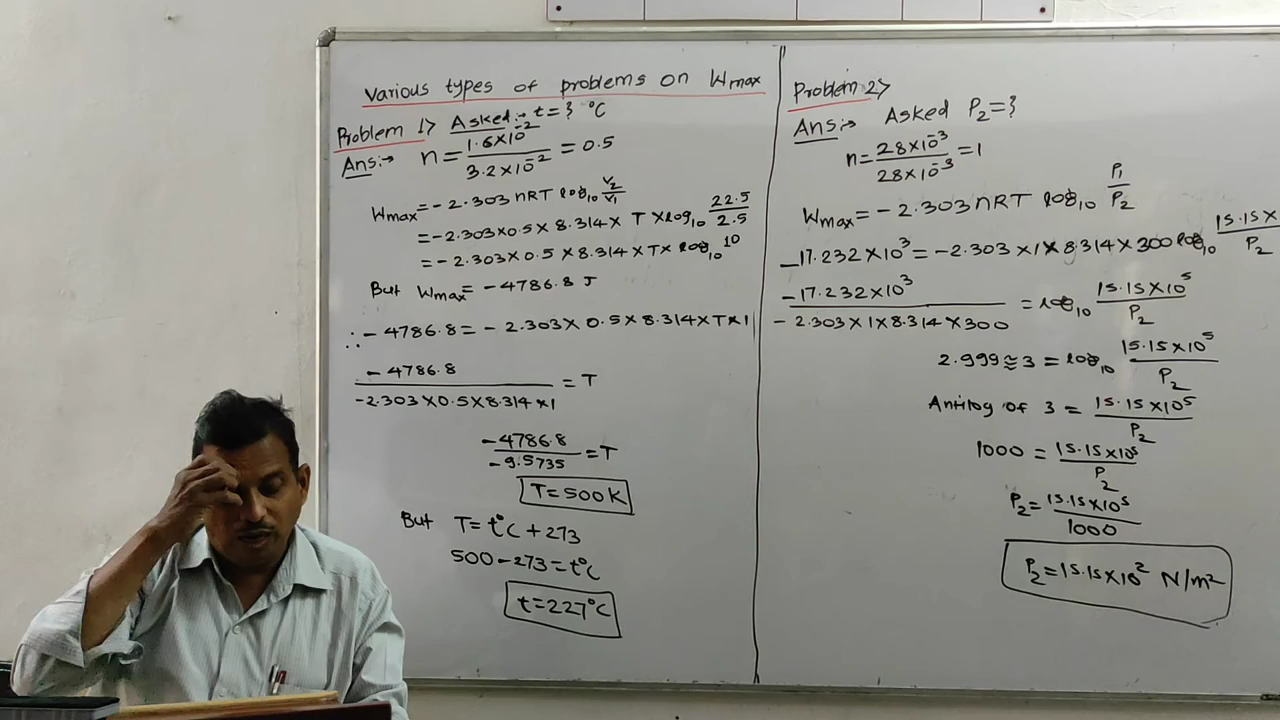 Various types of problems on Wmax
Problem 1> Asked:- t = ? °C
Ans:→ n = 1.6×10⁻² / 3.2×10⁻² = 0.5
Wmax = -2.303 nRT log₁₀ V₂/V₁
= -2.303×0.5×8.314× T×log₁₀ 22.5/2.5
= -2.303×0.5×8.314×T× log₁₀ 10
But Wmax = -4786.8 J
∴ -4786.8 = -2.303×0.5×8.314×T×1
-4786.8 / -2.303×0.5×8.314×1 = T
-4786.8 / -9.5735 = T
T = 500 K
But T = t°C + 273
500 - 273 = t°C
t = 227°C
Problem 2>
Ans:→ Asked P₂ = ?
n = 28×10⁻³ / 28×10⁻³ = 1
Wmax = -2.303 nRT log₁₀ P₁/P₂
-17.232×10³ = -2.303×1×8.314×300 log₁₀ 15.15× / P₂
-17.232×10³ / -2.303×1×8.314×300 = log₁₀ 15.15×10⁵ / P₂
2.999 ≈ 3 = log₁₀ 15.15×10⁵ / P₂
Antilog of 3 = 15.15×10⁵ / P₂
1000 = 15.15×10⁵ / P₂
P₂ = 15.15×10⁵ / 1000
P₂ = 15.15×10² N/m²